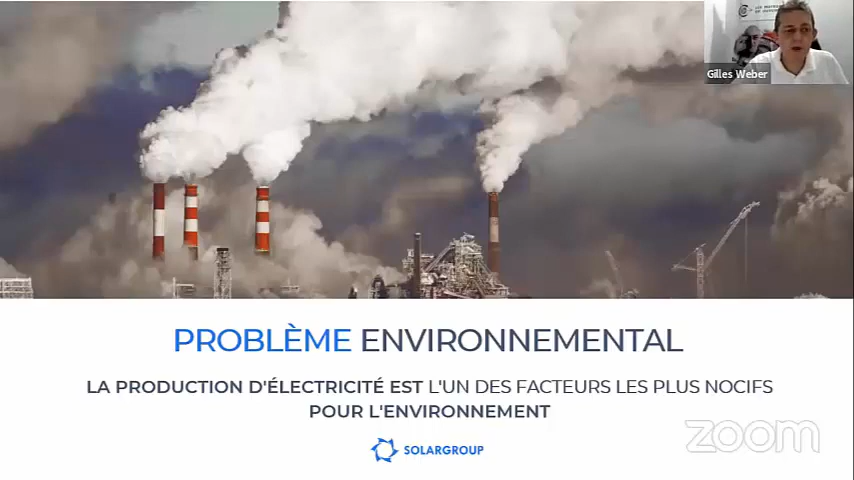 Gilles Weber
PROBLÈME ENVIRONNEMENTAL
LA PRODUCTION D'ÉLECTRICITÉ EST L'UN DES FACTEURS LES PLUS NOCIFS
POUR L'ENVIRONNEMENT
SOLARGROUP
zoom